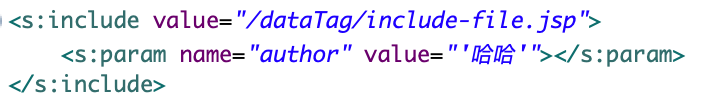 <s:include value="/dataTag/include-file.jsp">
<s:param name="author" value="'哈哈'"></s:param>
</s:include>